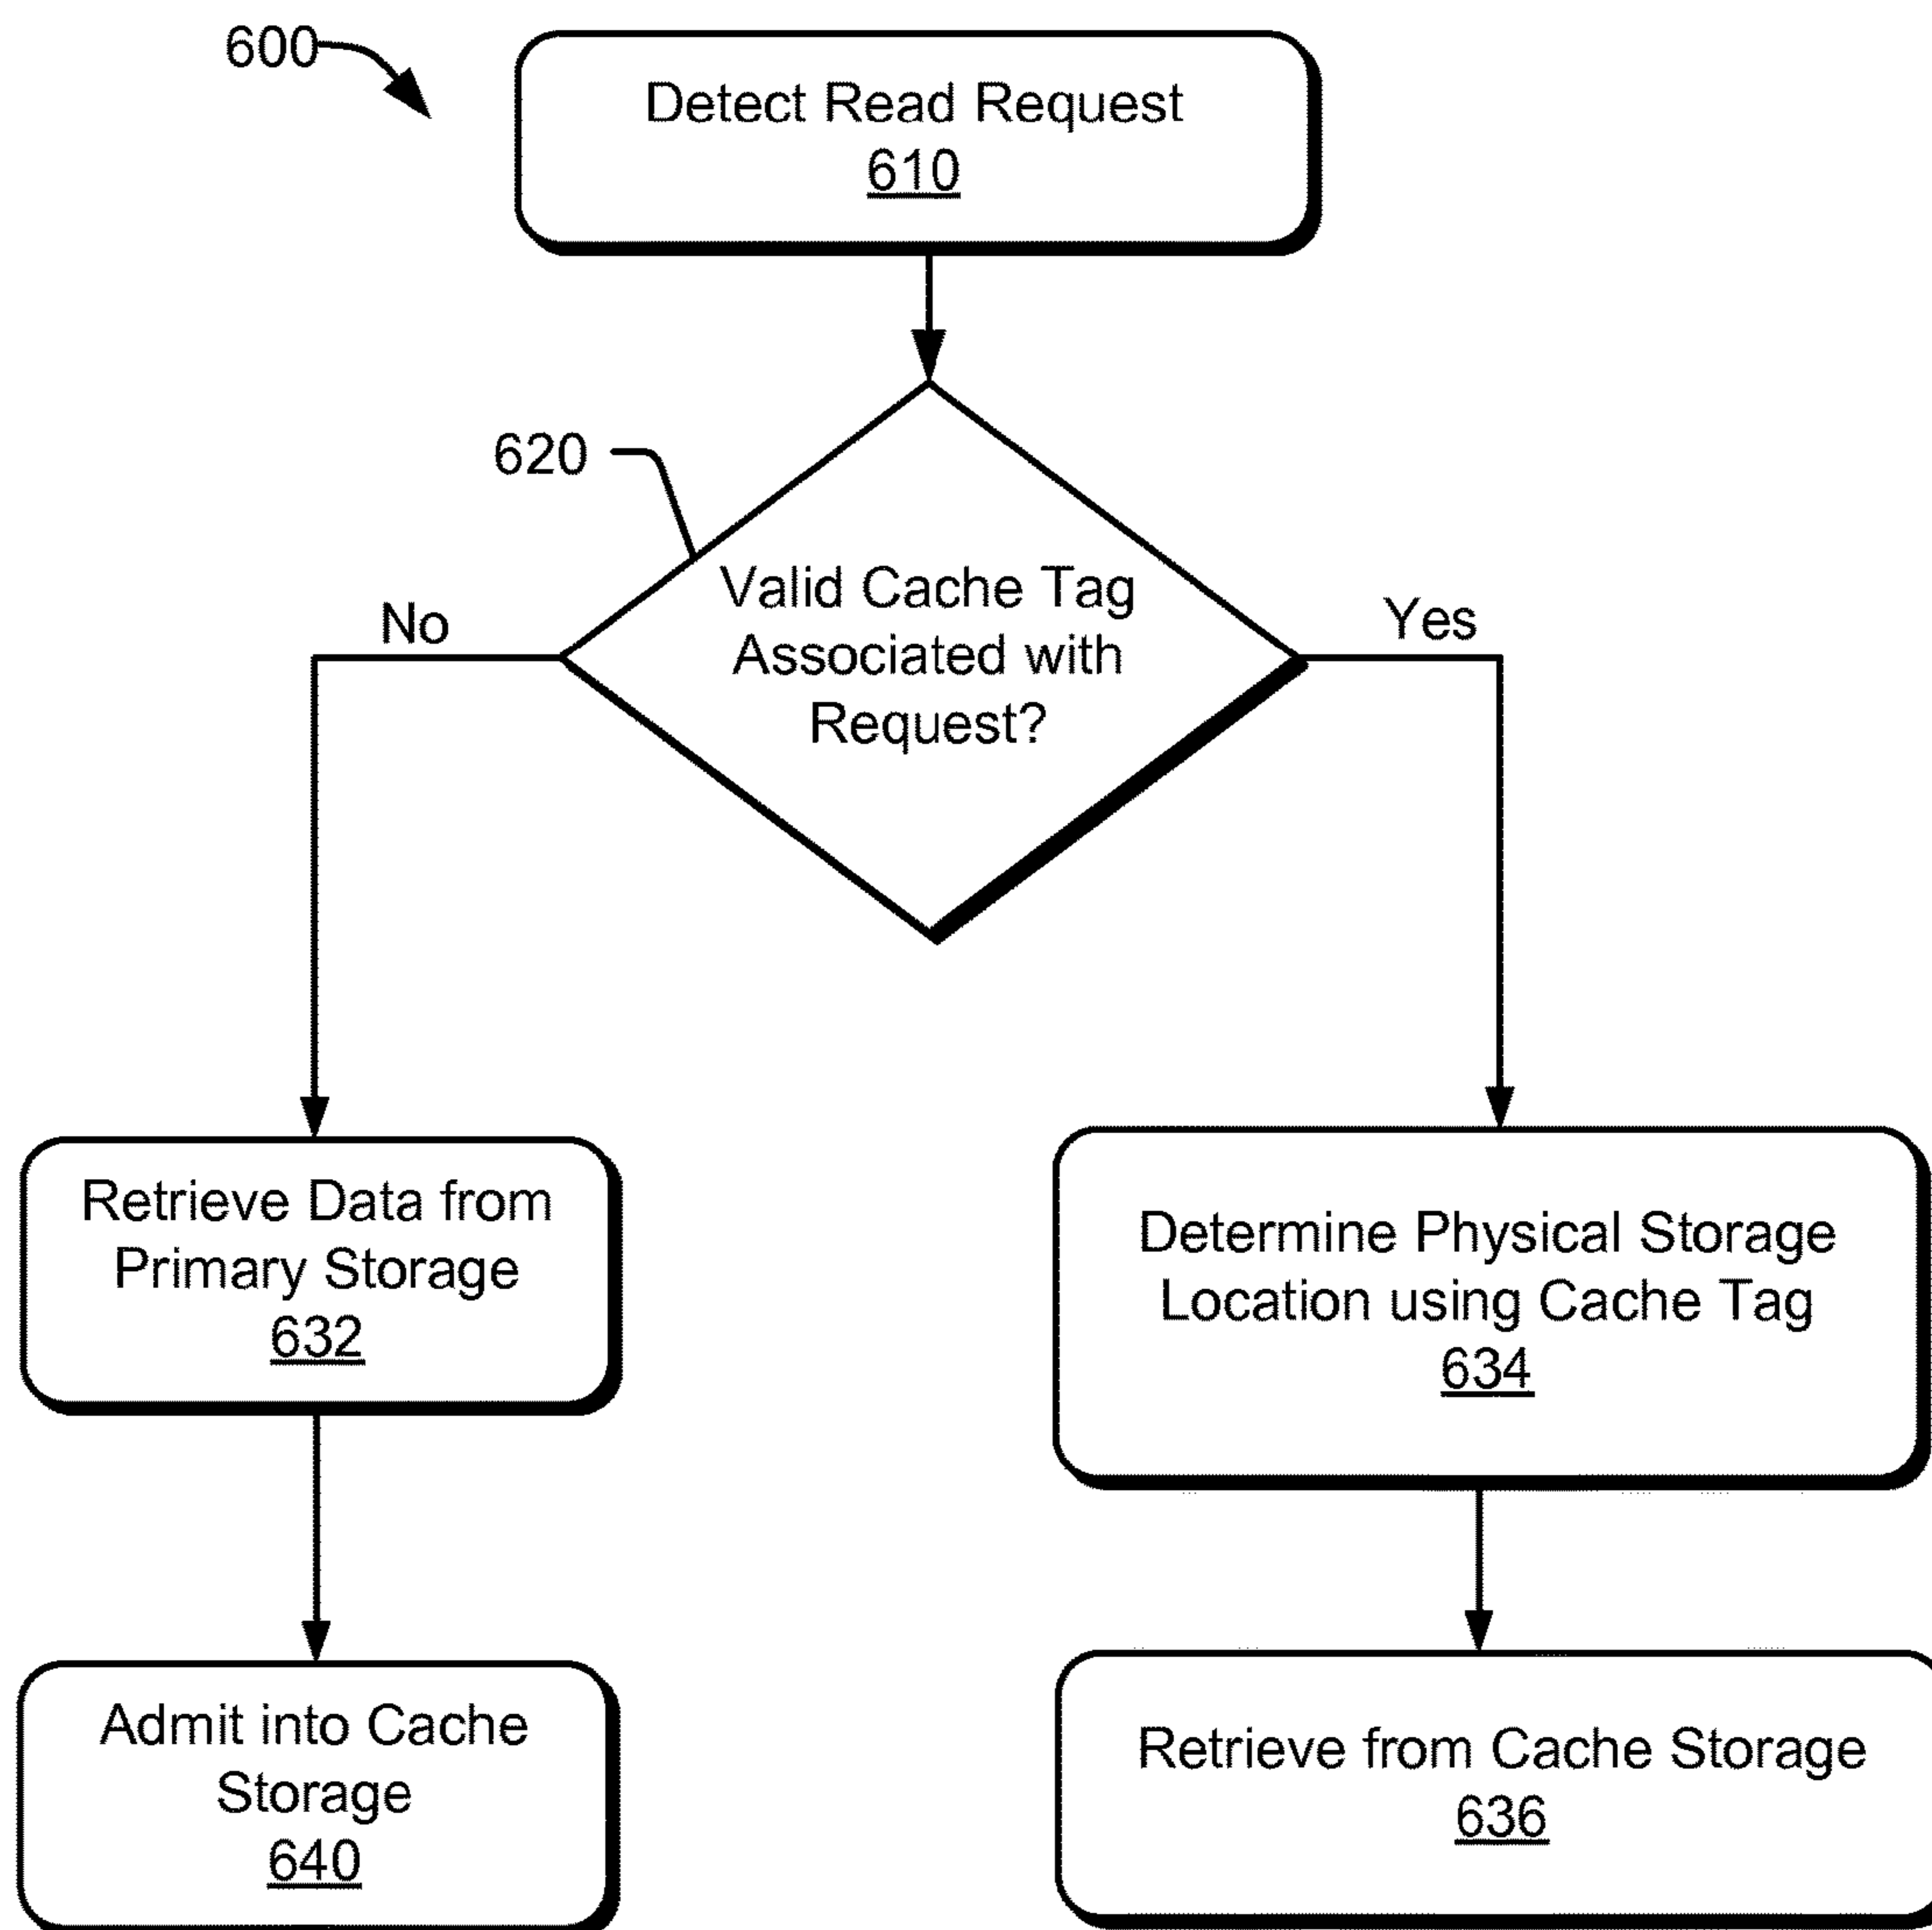 600
Detect Read Request
610
620
Valid Cache Tag
Associated with
Request?
No
Yes
Retrieve Data from
Primary Storage
632
Determine Physical Storage
Location using Cache Tag
634
Admit into Cache
Storage
640
Retrieve from Cache Storage
636